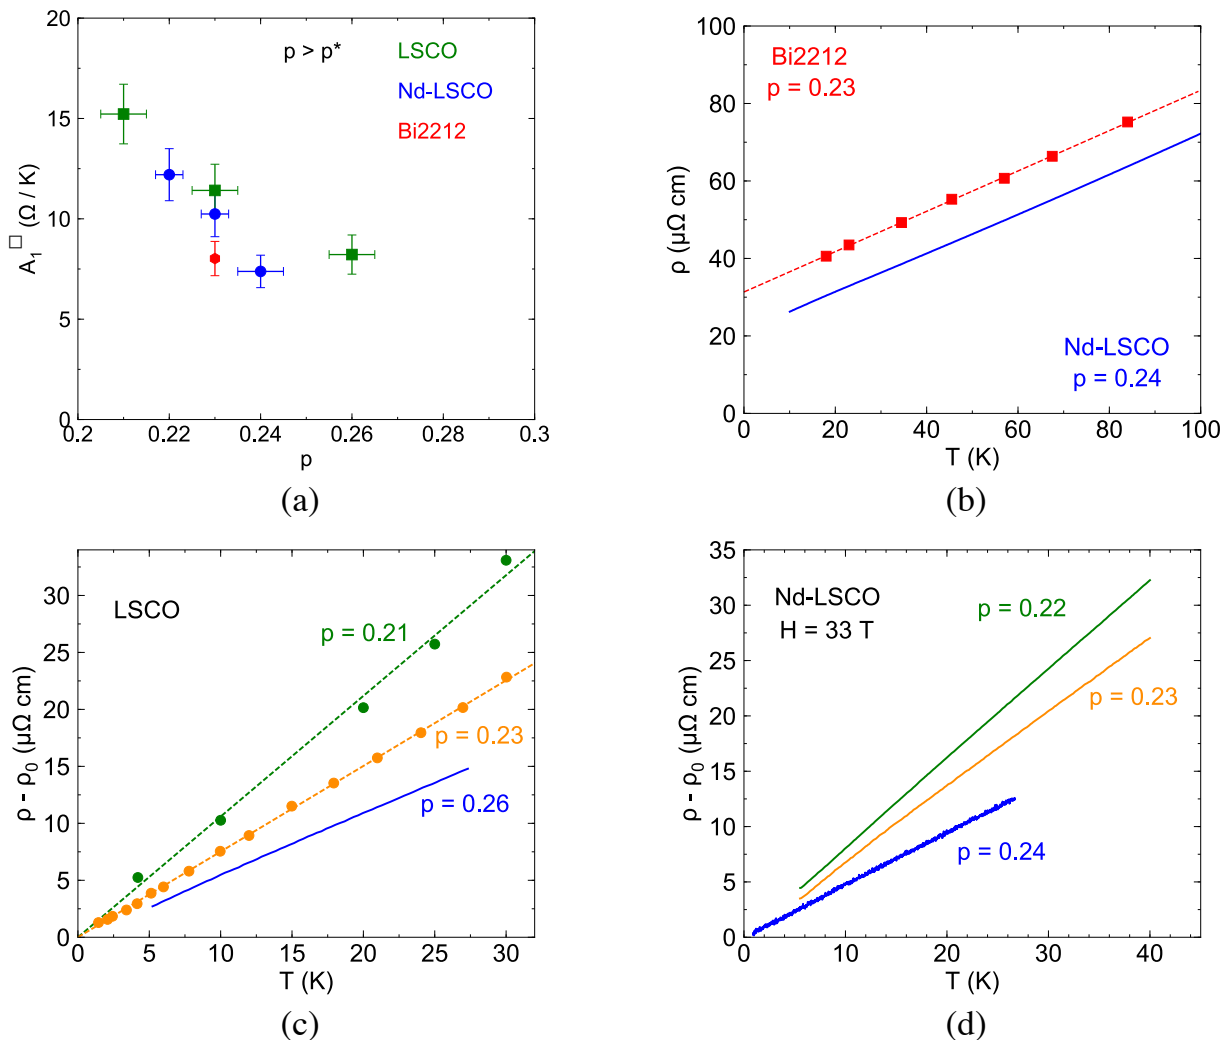 20
15
10
5
0
A₁□ (Ω / K)
p > p*
LSCO
Nd-LSCO
Bi2212
0.2 0.22 0.24 0.26 0.28 0.3
p
(a)
100
80
60
40
20
0
ρ (μΩ cm)
Bi2212
p = 0.23
Nd-LSCO
p = 0.24
0 20 40 60 80 100
T (K)
(b)
30
25
20
15
10
5
0
ρ - ρ₀ (μΩ cm)
LSCO
p = 0.21
p = 0.23
p = 0.26
0 5 10 15 20 25 30
T (K)
(c)
35
30
25
20
15
10
5
0
ρ - ρ₀ (μΩ cm)
Nd-LSCO
H = 33 T
p = 0.22
p = 0.23
p = 0.24
0 10 20 30 40
T (K)
(d)